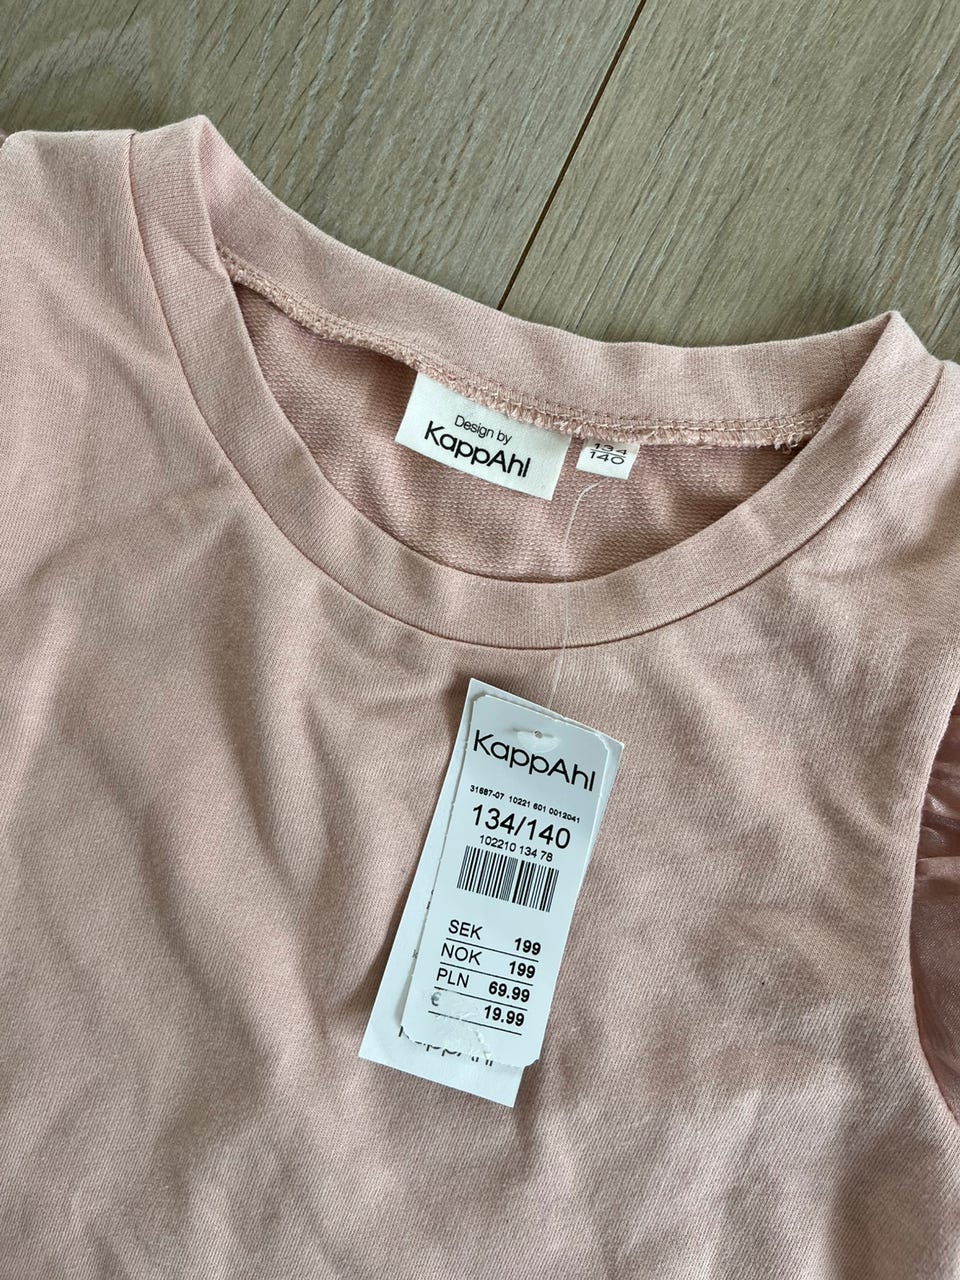 Design by
KappAhl
134
140
KappAhl
31687-07 10221 601 0012041
134/140
102210 134 78
SEK 199
NOK 199
PLN 69.99
€ 19.99
KappAhl